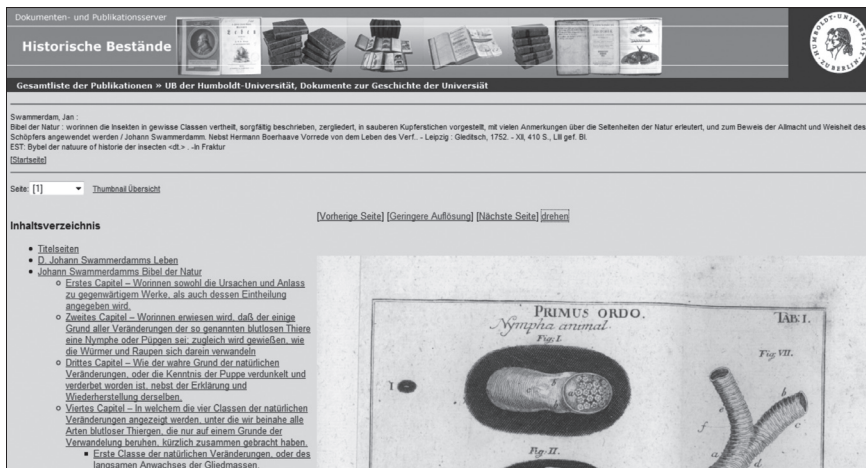 Dokumenten- und Publikationsserver
Historische Bestände
HUMBOLDT-UNIVERSITÄT ZU BERLIN
Gesamtliste der Publikationen » UB der Humboldt-Universität, Dokumente zur Geschichte der Universiät
Swammerdam, Jan :
Bibel der Natur : worinnen die Insekten in gewisse Classen vertheilt, sorgfältig beschrieben, zergliedert, in sauberen Kupferstichen vorgestellt, mit vielen Anmerkungen über die Seltenheiten der Natur erleutert, und zum Beweis der Allmacht und Weisheit des
Schöpfers angewendet werden / Johann Swammerdamm. Nebst Hermann Boerhaave Vorrede von dem Leben des Verf.. - Leipzig : Gleditsch, 1752. - XII, 410 S., LIII gef. Bl.
EST: Bybel der natuure of historie der insecten <dt.> . -In Fraktur
[Startseite]
Seite: [1] Thumbnail Übersicht
[Vorherige Seite] [Geringere Auflösung] [Nächste Seite] drehen
Inhaltsverzeichnis
Titelseiten
D. Johann Swammerdamms Leben
Johann Swammerdamms Bibel der Natur
Erstes Capitel – Worinnen sowohl die Ursachen und Anlass
zu gegenwärtigem Werke, als auch dessen Eintheilung
angegeben wird.
Zweites Capitel – Worinnen erwiesen wird, daß der einige
Grund aller Veränderungen der so genannten blutlosen Thiere
eine Nymphe oder Püpgen sei; zugleich wird gewießen, wie
die Würmer und Raupen sich darein verwandeln
Drittes Capitel – Wie der wahre Grund der natürlichen
Veränderungen, oder die Kenntnis der Puppe verdunkelt und
verderbet worden ist, nebst der Erklärung und
Wiederherstellung derselben.
Viertes Capitel – In welchem die vier Classen der natürlichen
Veränderungen angezeigt werden, unter die wir beinahe alle
Arten blutloser Thiergen, die nur auf einem Grunde der
Verwandelung beruhen, kürzlich zusammen gebracht haben.
Erste Classe der natürlichen Veränderungen, oder des
langsamen Anwachses der Gliedmassen,
PRIMUS ORDO.
TAB. I.
Nympha animal.
Fig. I.
Fig. VII.
I
b
e
c
f
a
d
Fig. II.